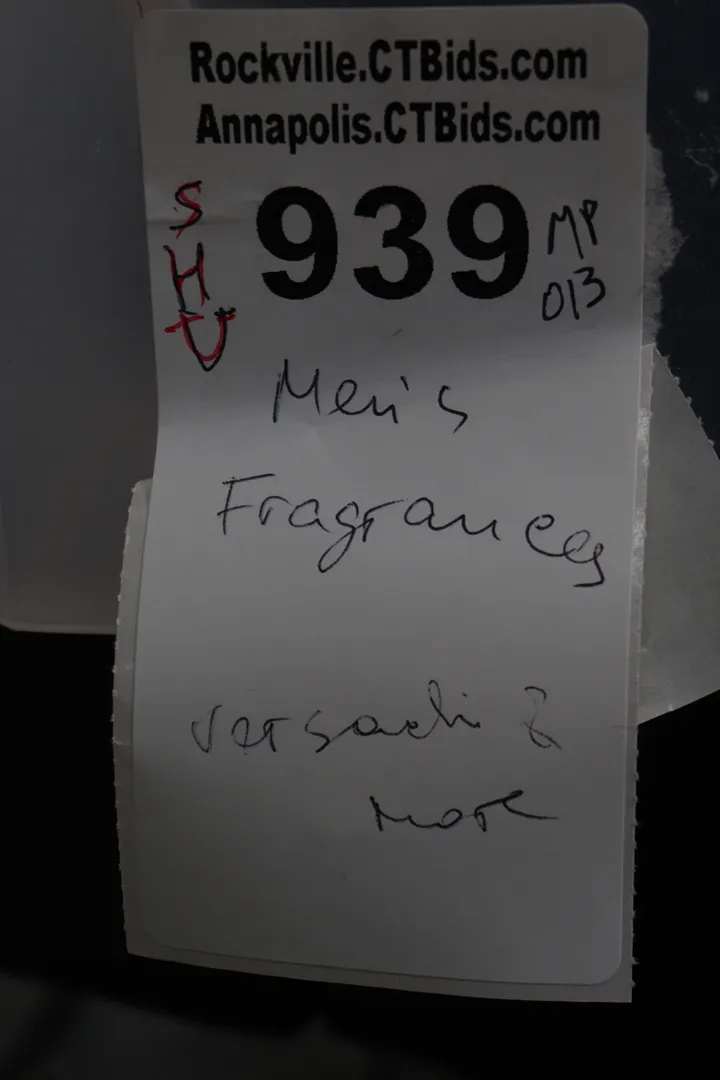 Rockville.CTBids.com
Annapolis.CTBids.com
S
H
U
939
MP
013
Men's
Fragrances
Versachi &
More